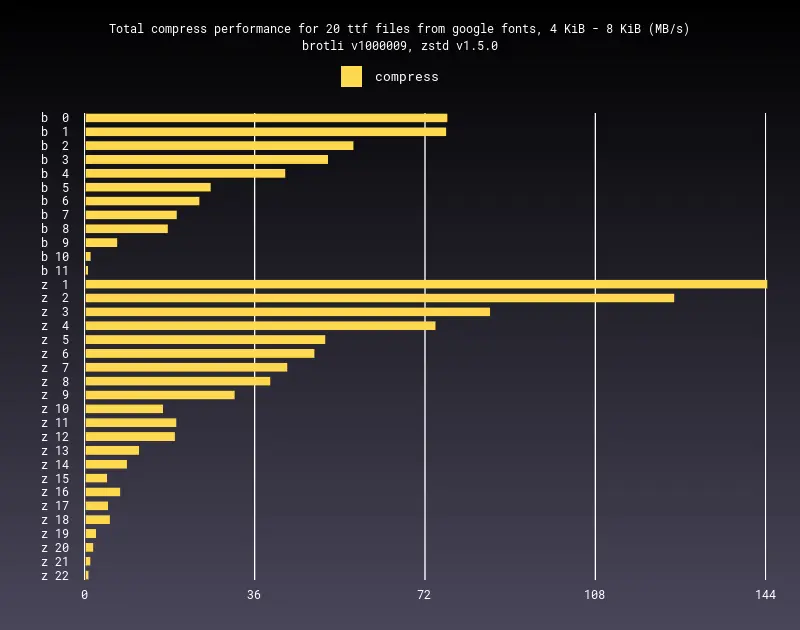 Total compress performance for 20 ttf files from google fonts, 4 KiB - 8 KiB (MB/s)
brotli v1000009, zstd v1.5.0
compress
b 0
b 1
b 2
b 3
b 4
b 5
b 6
b 7
b 8
b 9
b 10
b 11
z 1
z 2
z 3
z 4
z 5
z 6
z 7
z 8
z 9
z 10
z 11
z 12
z 13
z 14
z 15
z 16
z 17
z 18
z 19
z 20
z 21
z 22
0 36 72 108 144